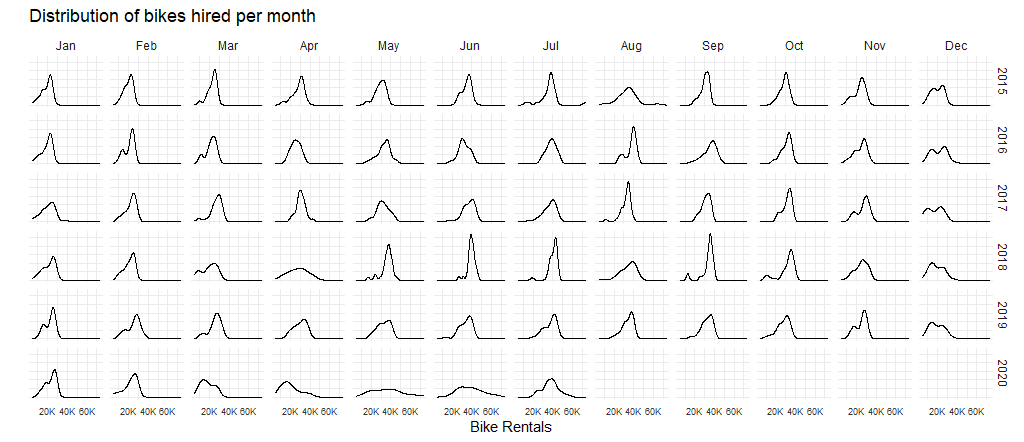 Distribution of bikes hired per month
Jan Feb Mar Apr May Jun Jul Aug Sep Oct Nov Dec
2015
2016
2017
2018
2019
2020
20K 40K 60K 20K 40K 60K 20K 40K 60K 20K 40K 60K 20K 40K 60K 20K 40K 60K 20K 40K 60K 20K 40K 60K 20K 40K 60K 20K 40K 60K 20K 40K 60K 20K 40K 60K
Bike Rentals